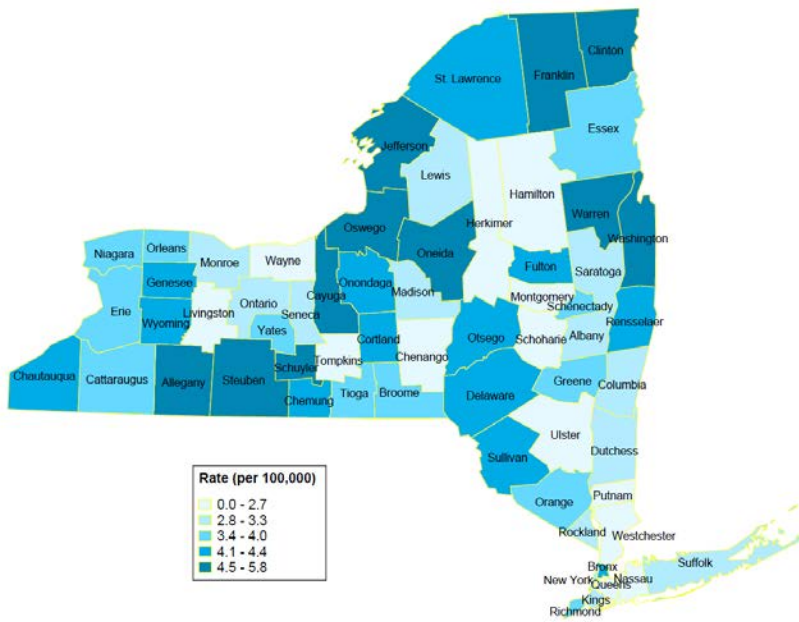 Clinton
Franklin
St. Lawrence
Essex
Jefferson
Lewis
Hamilton
Herkimer
Warren
Washington
Oswego
Oneida
Niagara
Orleans
Monroe
Wayne
Fulton
Saratoga
Genesee
Onondaga
Cayuga
Madison
Montgomery
Erie
Wyoming
Livingston
Ontario
Seneca
Schenectady
Rensselaer
Yates
Cortland
Otsego
Schoharie
Albany
Chautauqua
Cattaraugus
Allegany
Steuben
Schuyler
Tompkins
Chenango
Chemung
Tioga
Broome
Delaware
Greene
Columbia
Ulster
Dutchess
Sullivan
Orange
Putnam
Rockland
Westchester
Bronx
New York
Nassau
Suffolk
Queens
Kings
Richmond
Rate (per 100,000)
0.0 - 2.7
2.8 - 3.3
3.4 - 4.0
4.1 - 4.4
4.5 - 5.8